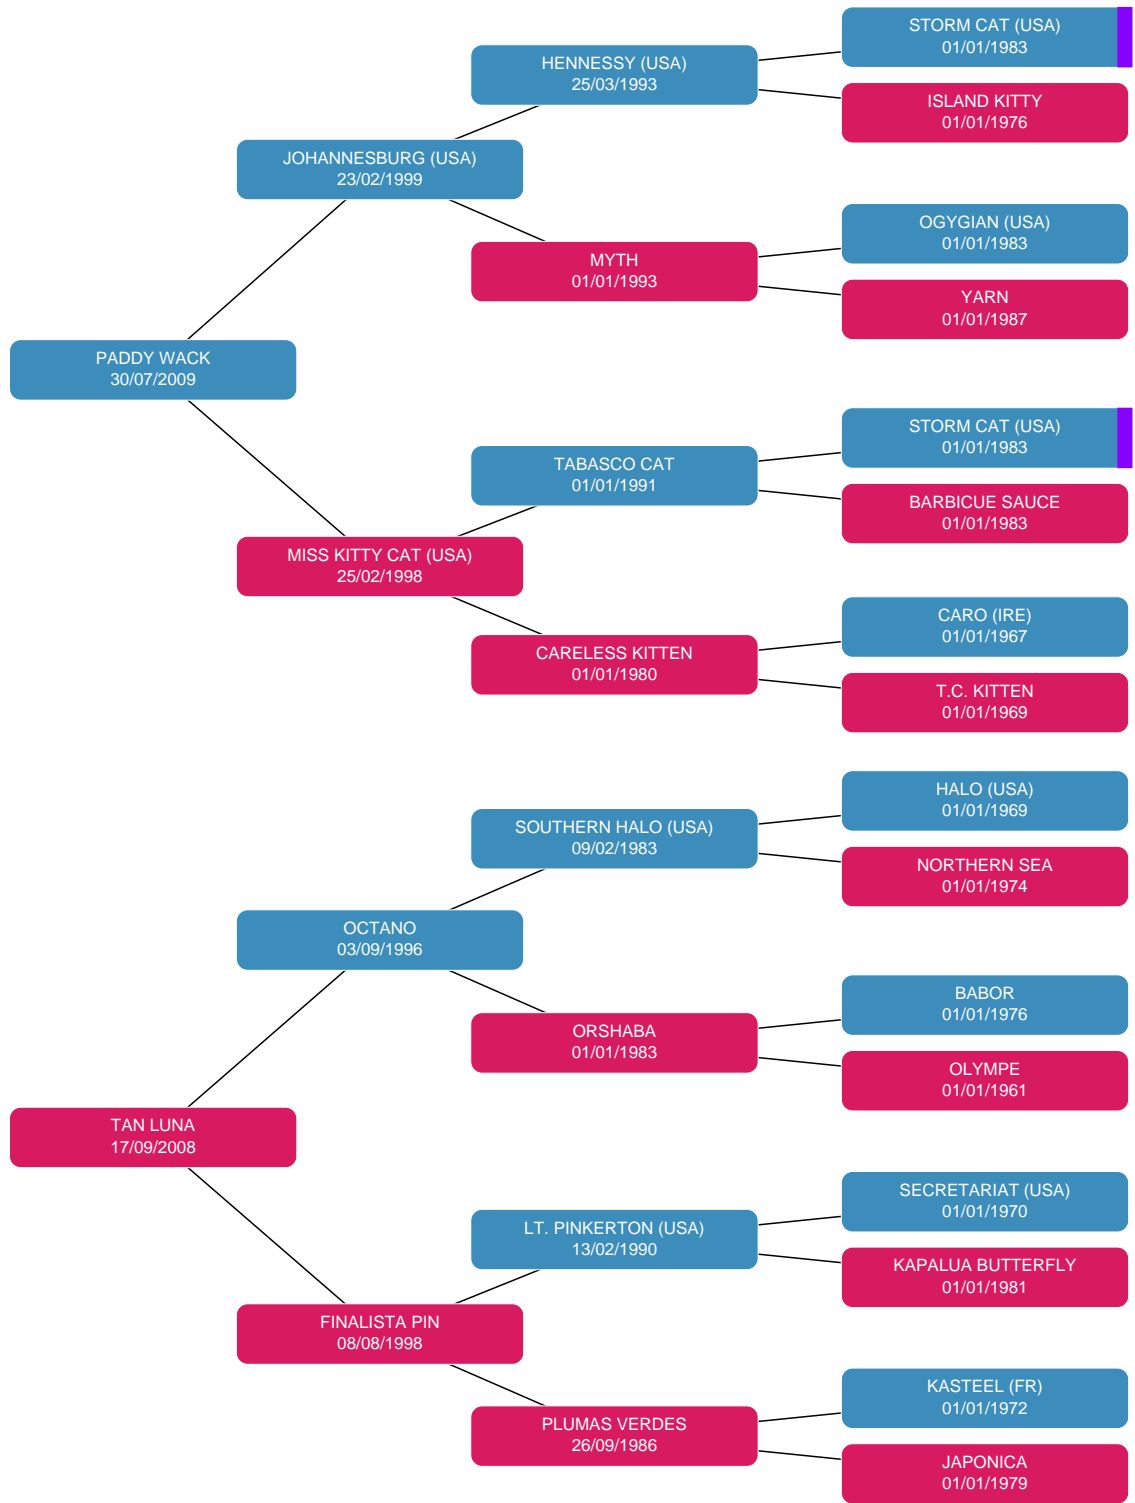 STORM CAT (USA)
01/01/1983
HENNESSY (USA)
25/03/1993
ISLAND KITTY
01/01/1976
JOHANNESBURG (USA)
23/02/1999
OGYGIAN (USA)
01/01/1983
MYTH
01/01/1993
YARN
01/01/1987
PADDY WACK
30/07/2009
STORM CAT (USA)
01/01/1983
TABASCO CAT
01/01/1991
BARBICUE SAUCE
01/01/1983
MISS KITTY CAT (USA)
25/02/1998
CARO (IRE)
01/01/1967
CARELESS KITTEN
01/01/1980
T.C. KITTEN
01/01/1969
HALO (USA)
01/01/1969
SOUTHERN HALO (USA)
09/02/1983
NORTHERN SEA
01/01/1974
OCTANO
03/09/1996
BABOR
01/01/1976
ORSHABA
01/01/1983
OLYMPE
01/01/1961
TAN LUNA
17/09/2008
SECRETARIAT (USA)
01/01/1970
LT. PINKERTON (USA)
13/02/1990
KAPALUA BUTTERFLY
01/01/1981
FINALISTA PIN
08/08/1998
KASTEEL (FR)
01/01/1972
PLUMAS VERDES
26/09/1986
JAPONICA
01/01/1979